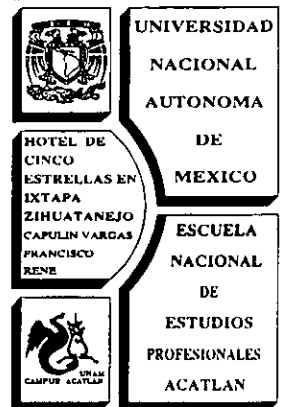 UNIVERSIDAD
NACIONAL
AUTONOMA
DE
MEXICO
HOTEL DE
CINCO
ESTRELLAS EN
IXTAPA
ZIHUATANEJO
CAPULIN VARGAS
FRANCISCO
RENE
ESCUELA
NACIONAL
DE
ESTUDIOS
PROFESIONALES
ACATLAN
UNAM
CAMPUS ACATLAN